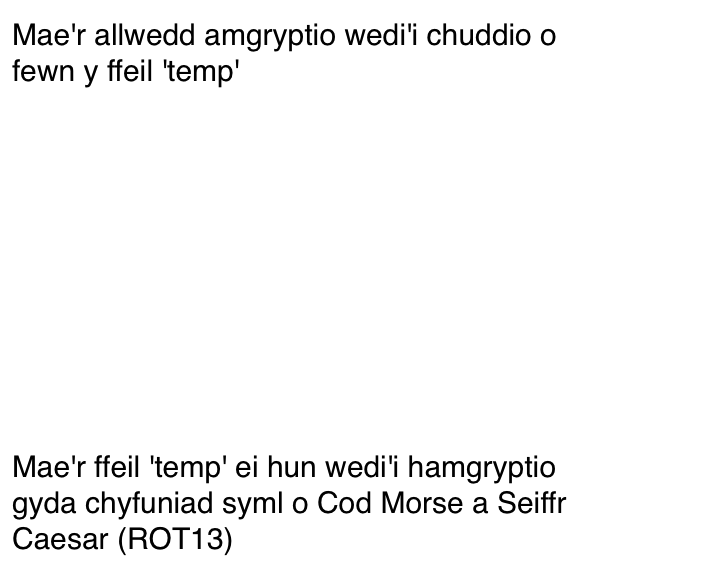 Mae'r allwedd amgryptio wedi'i chuddio o
fewn y ffeil 'temp'
Mae'r ffeil 'temp' ei hun wedi'i hamgryptio
gyda chyfuniad syml o Cod Morse a Seiffr
Caesar (ROT13)